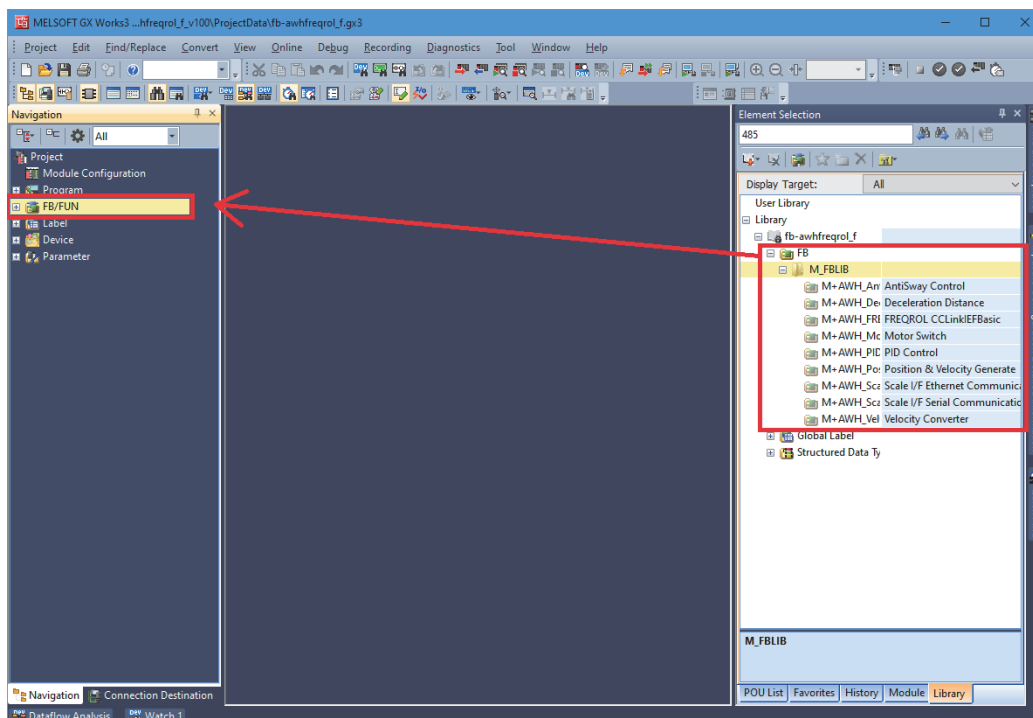 MELSOFT GX Works3 ...hfreqrol_f_v100\ProjectData\fb-awhfreqrol_f.gx3
Project Edit Find/Replace Convert View Online Debug Recording Diagnostics Tool Window Help
Navigation
All
Project
Module Configuration
Program
FB/FUN
Label
Device
Parameter
Navigation Connection Destination
Dataflow Analysis Watch 1
Element Selection
485
Display Target: All
User Library
Library
fb-awhfreqrol_f
FB
M_FBLIB
M+AWH_An AntiSway Control
M+AWH_De Deceleration Distance
M+AWH_FRE FREQROL CCLinkIEFBasic
M+AWH_Mc Motor Switch
M+AWH_PID PID Control
M+AWH_Pos Position & Velocity Generate
M+AWH_Sca Scale I/F Ethernet Communica
M+AWH_Sca Scale I/F Serial Communicatio
M+AWH_Vel Velocity Converter
Global Label
Structured Data Ty
M_FBLIB
POU List Favorites History Module Library